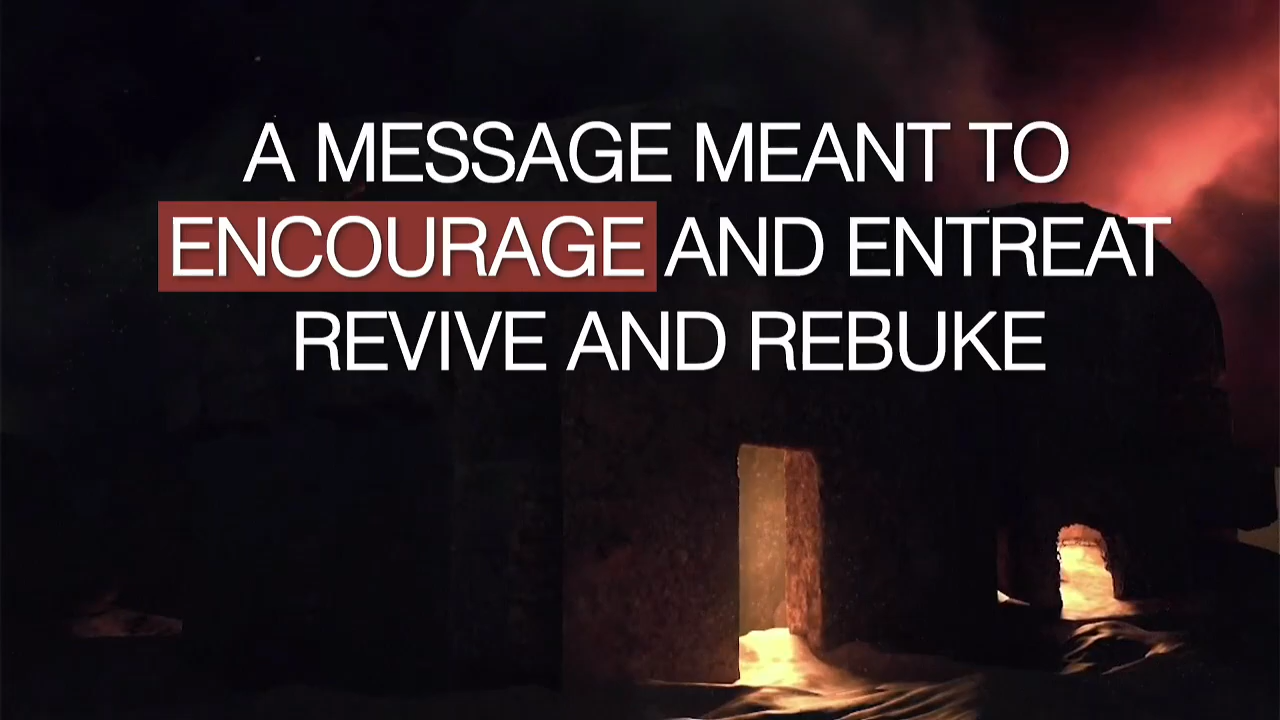 A MESSAGE MEANT TO
ENCOURAGE AND ENTREAT
REVIVE AND REBUKE